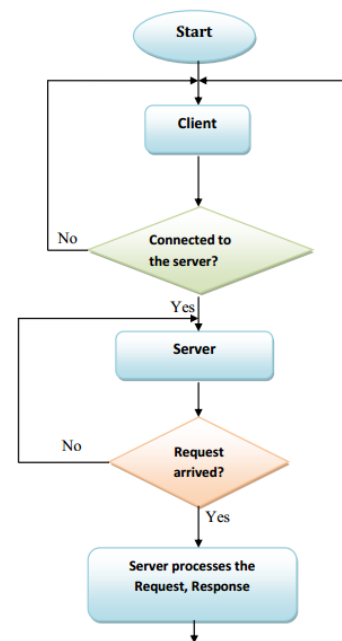 Start
Client
No
Connected to
the server?
Yes
Server
No
Request
arrived?
Yes
Server processes the
Request, Response